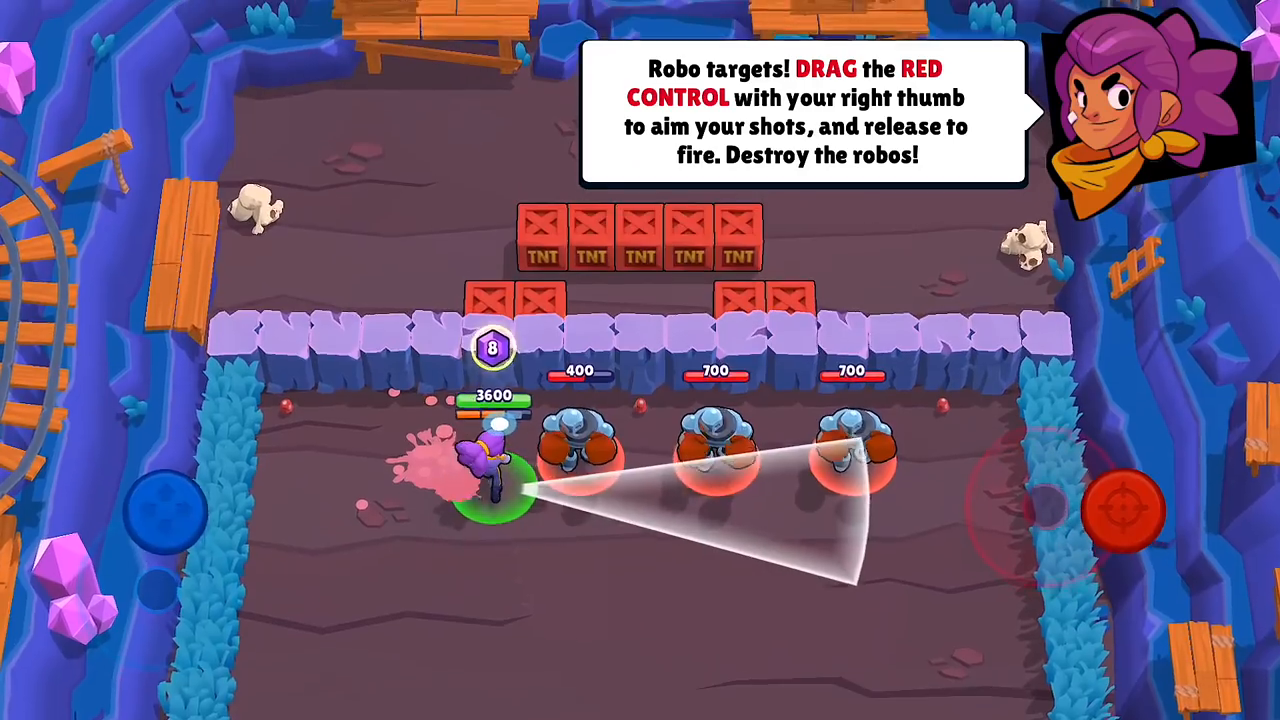 Robo targets! DRAG the RED
CONTROL with your right thumb
to aim your shots, and release to
fire. Destroy the robos!
TNT TNT TNT TNT TNT
8
400 700 700
3600